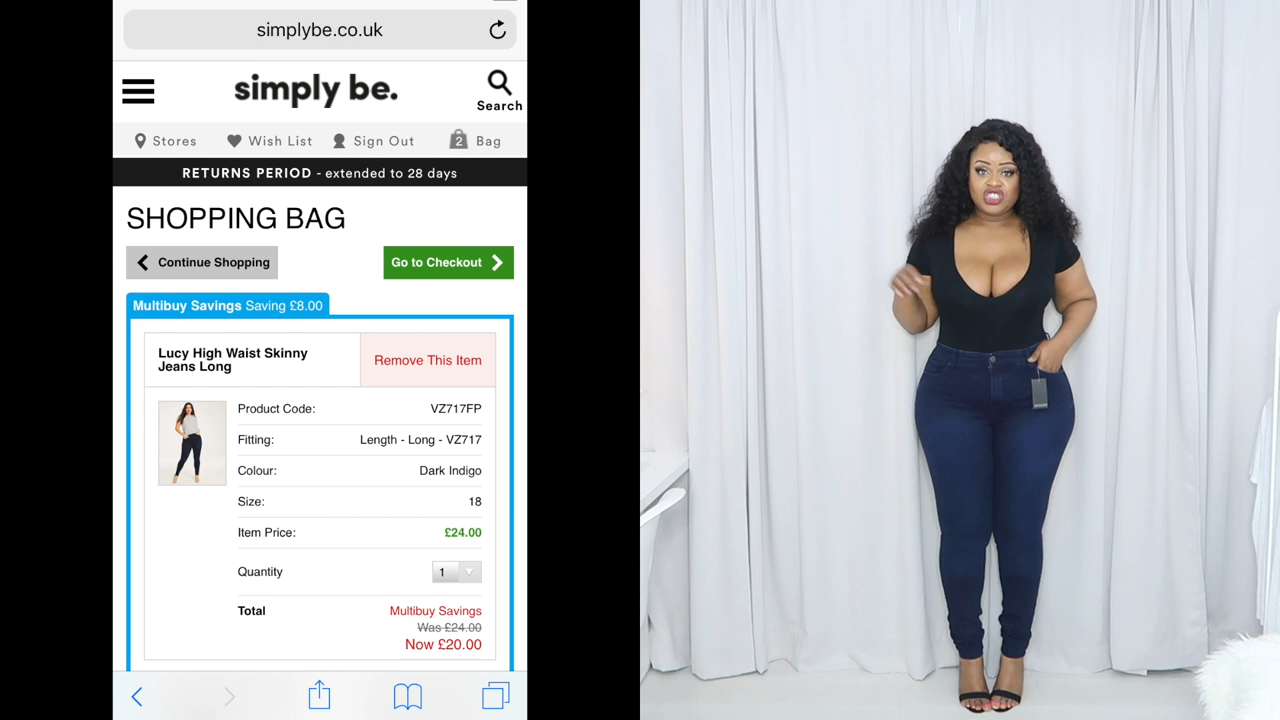 simplybe.co.uk
simply be.
Search
Stores
Wish List
Sign Out
2
Bag
RETURNS PERIOD - extended to 28 days
SHOPPING BAG
Continue Shopping
Go to Checkout
Multibuy Savings Saving £8.00
Lucy High Waist Skinny
Jeans Long
Remove This Item
Product Code: VZ717FP
Fitting: Length - Long - VZ717
Colour: Dark Indigo
Size: 18
Item Price: £24.00
Quantity 1
Total Multibuy Savings
Was £24.00
Now £20.00